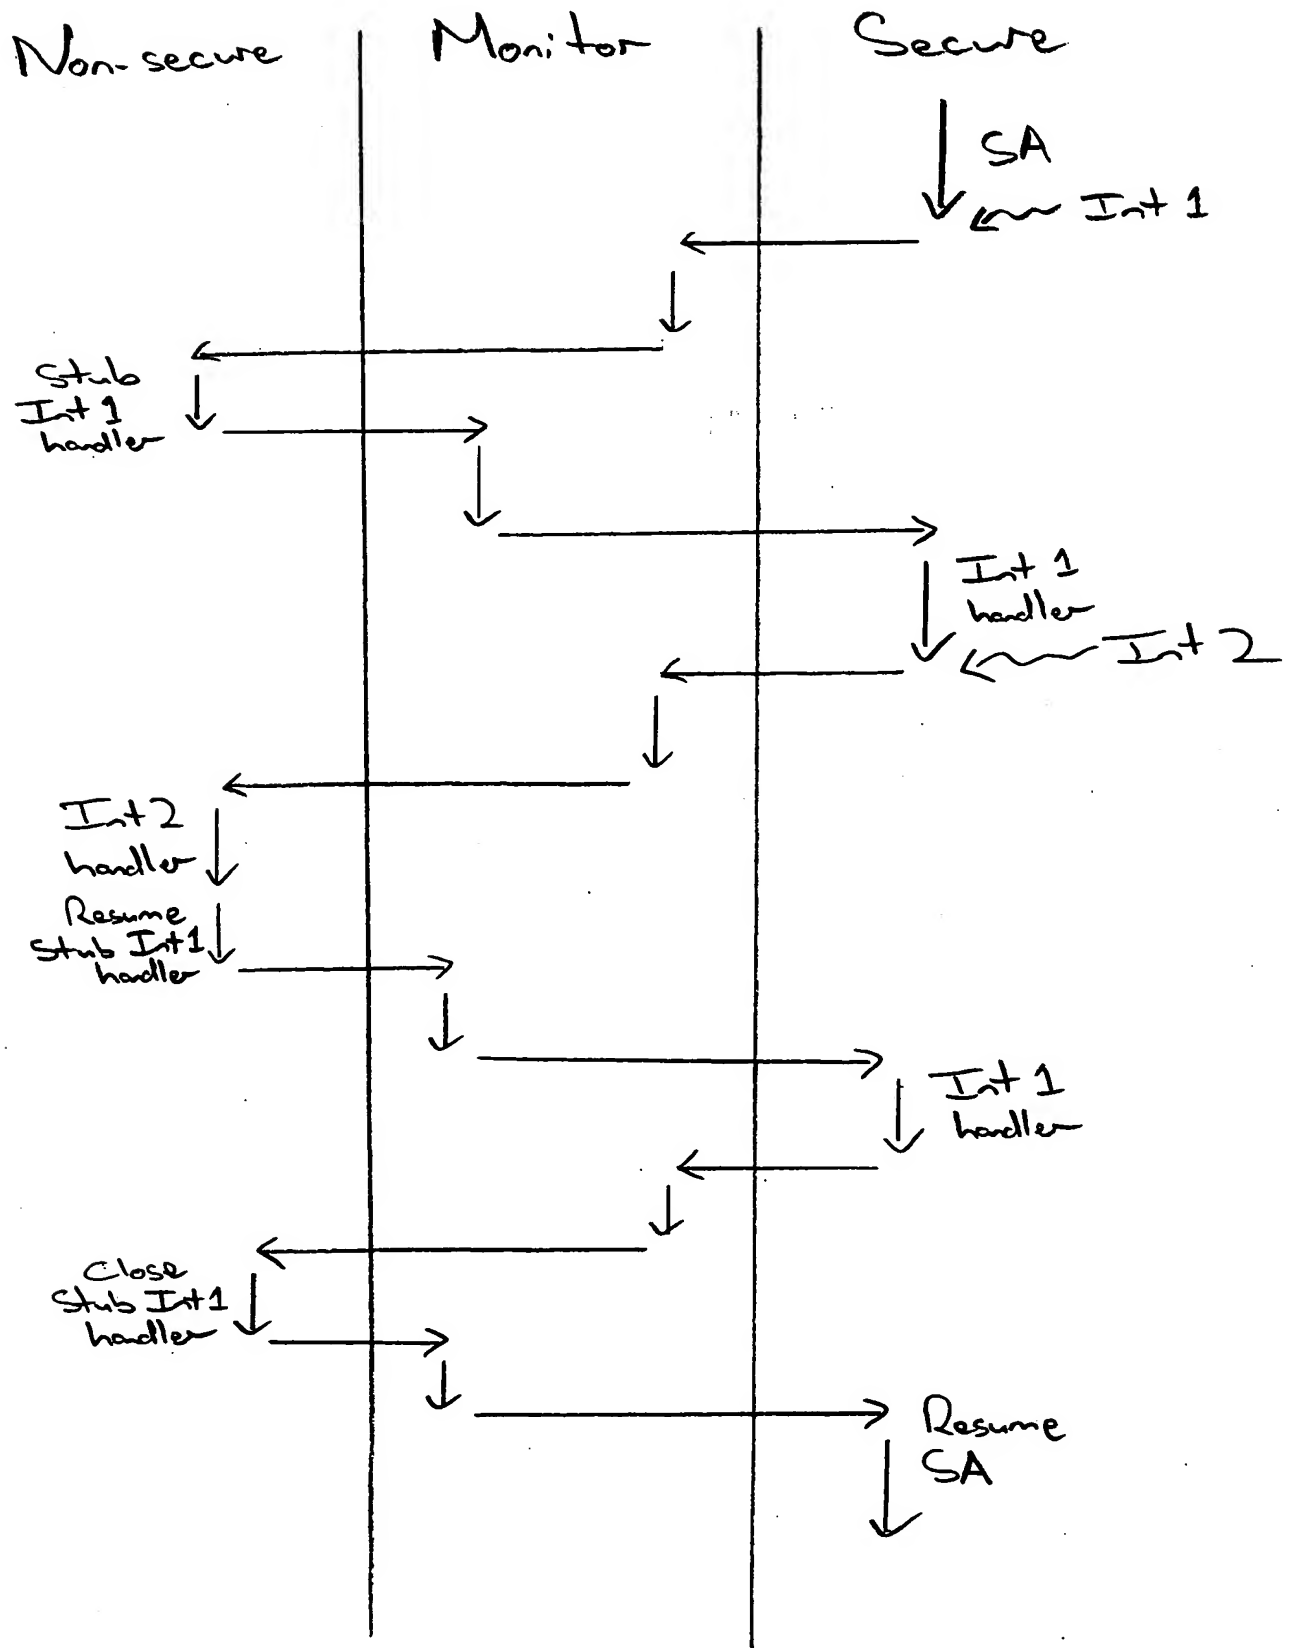 Non-secure
Monitor
Secure
SA
Int 1
Stub
Int 1
handler
Int 1
handler
Int 2
Int 2
handler
Resume
Stub Int 1
handler
Int 1
handler
Close
Stub Int 1
handler
Resume
SA